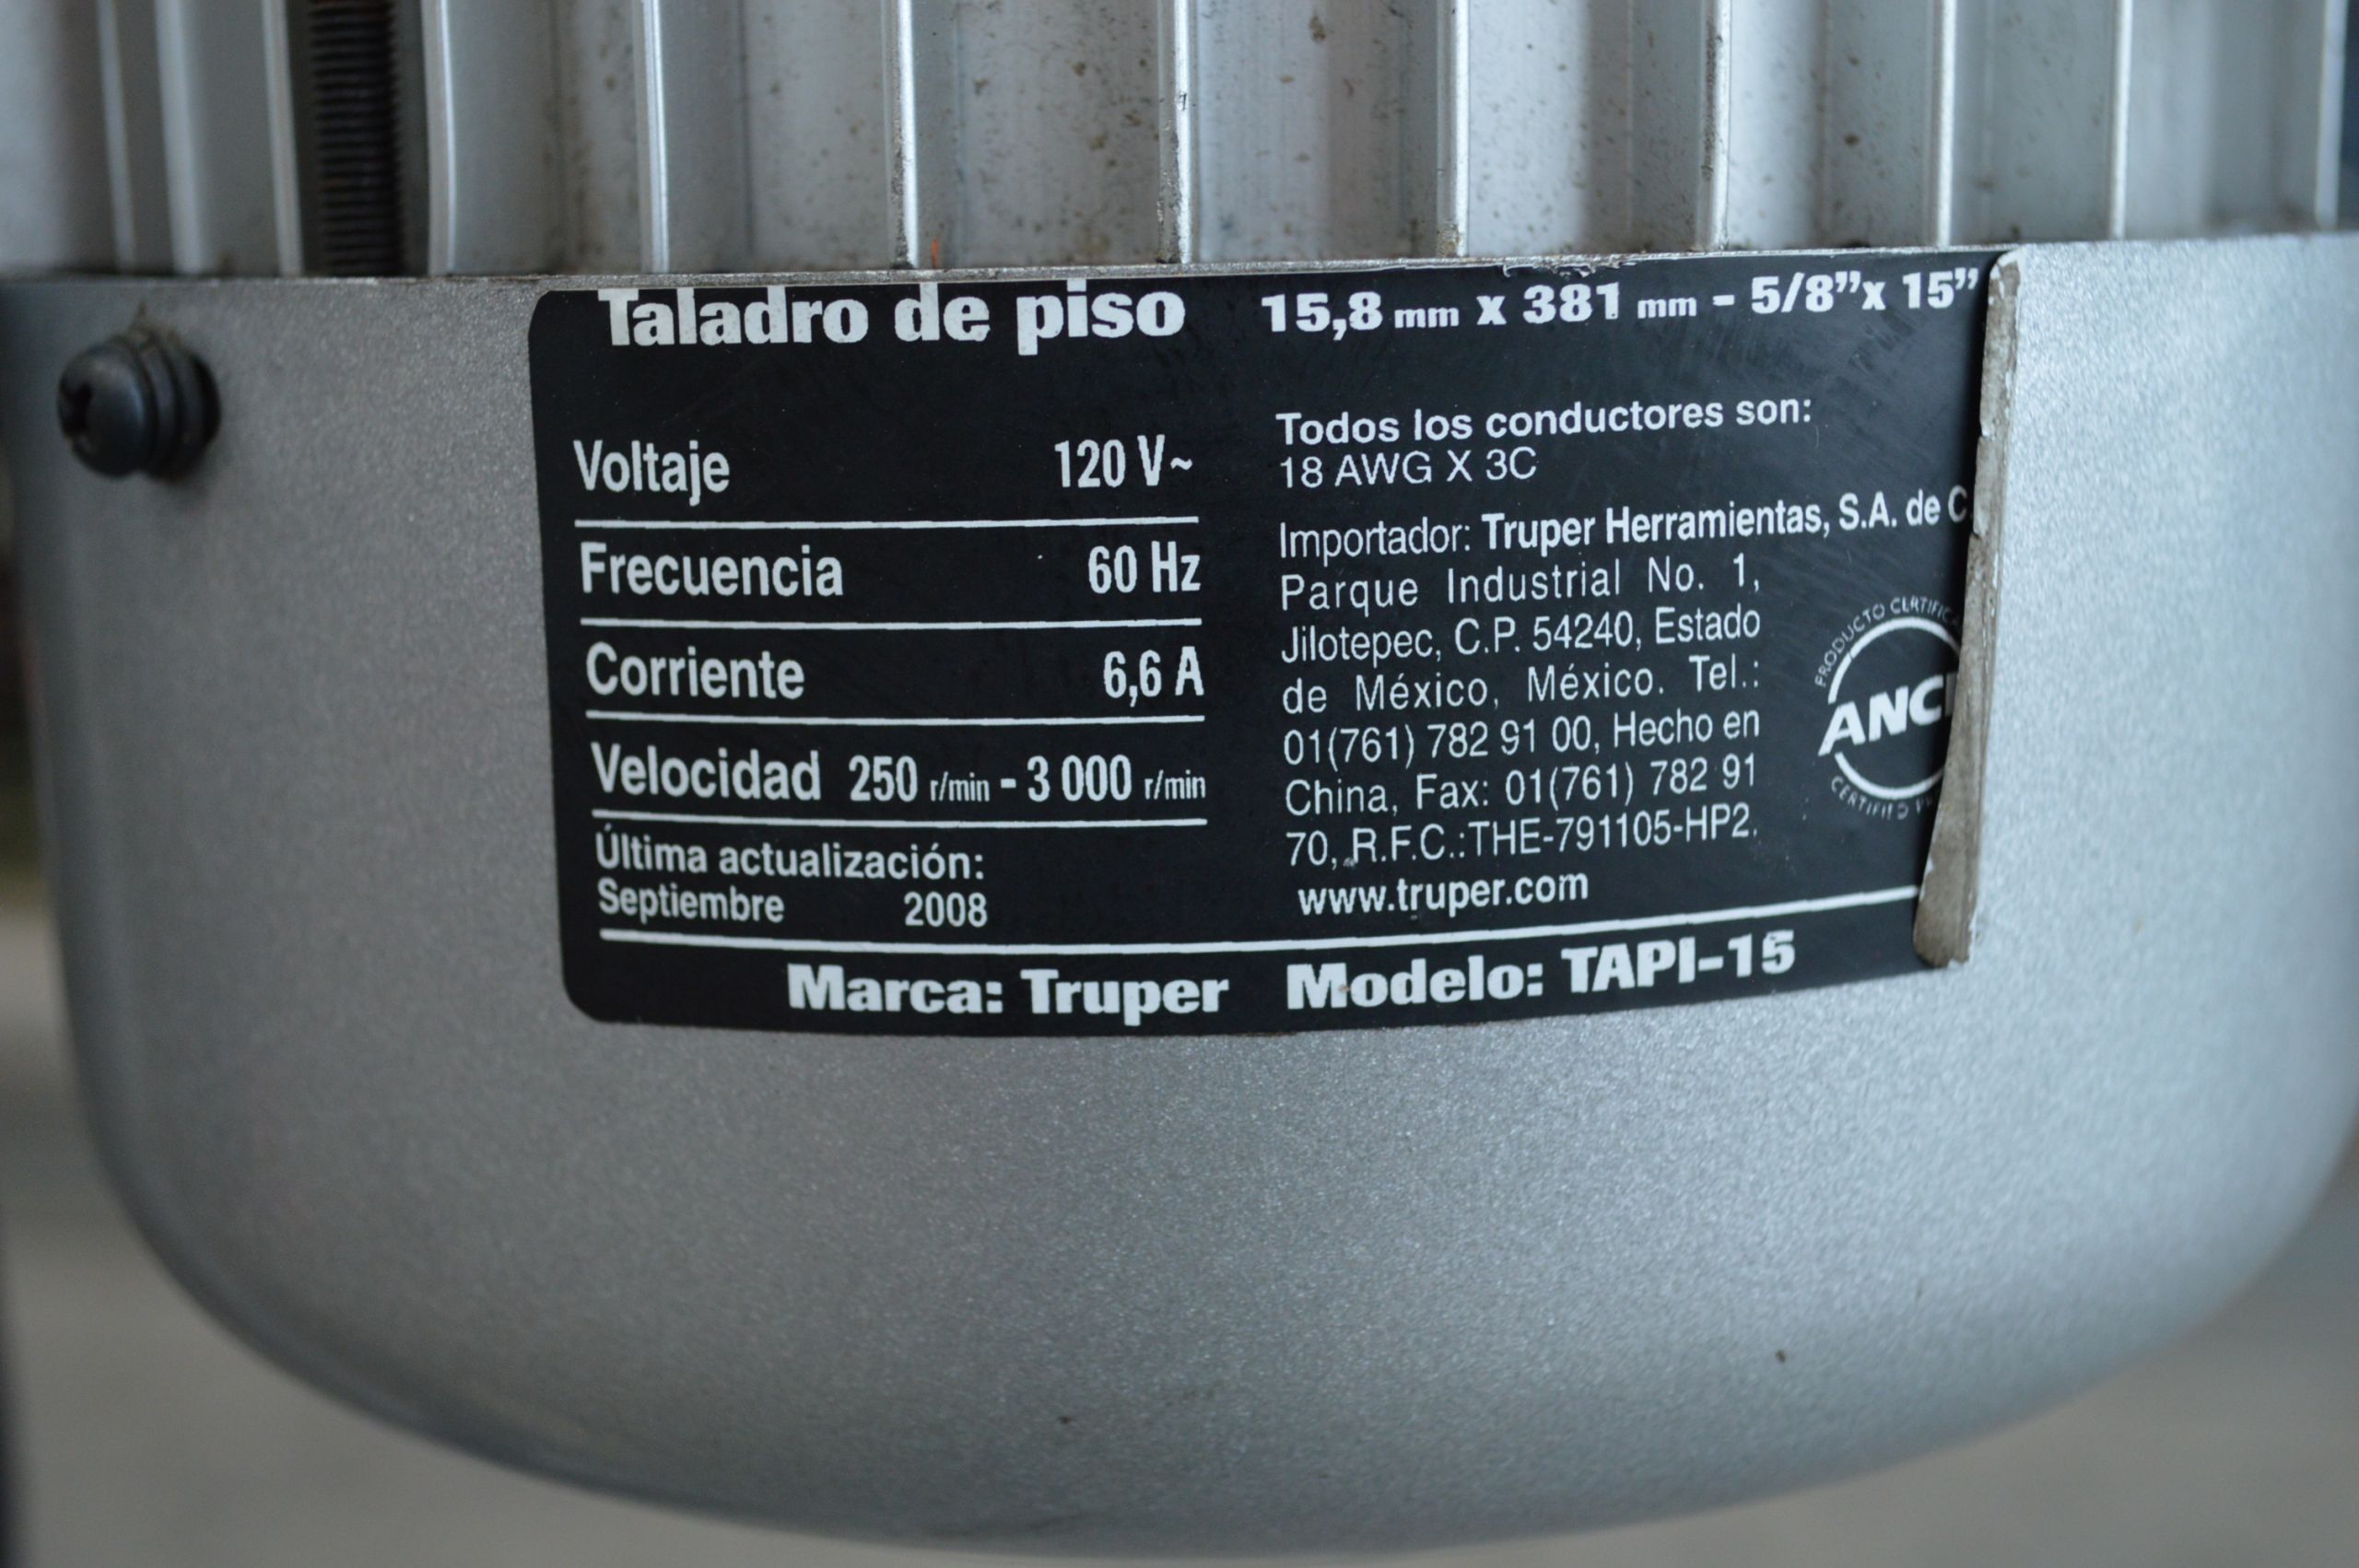 Taladro de piso 15,8 mm x 381 mm - 5/8”x 15”
Voltaje 120 V~
Frecuencia 60 Hz
Corriente 6,6 A
Velocidad 250 r/min - 3 000 r/min
Última actualización:
Septiembre 2008
Todos los conductores son:
18 AWG X 3C
Importador: Truper Herramientas, S.A. de C
Parque Industrial No. 1,
Jilotepec, C.P. 54240, Estado
de México, México. Tel.:
01(761) 782 91 00, Hecho en
China, Fax: 01(761) 782 91
70, R.F.C.:THE-791105-HP2.
www.truper.com
PRODUCTO CERTIFIC
ANC
Marca: Truper Modelo: TAPI-15